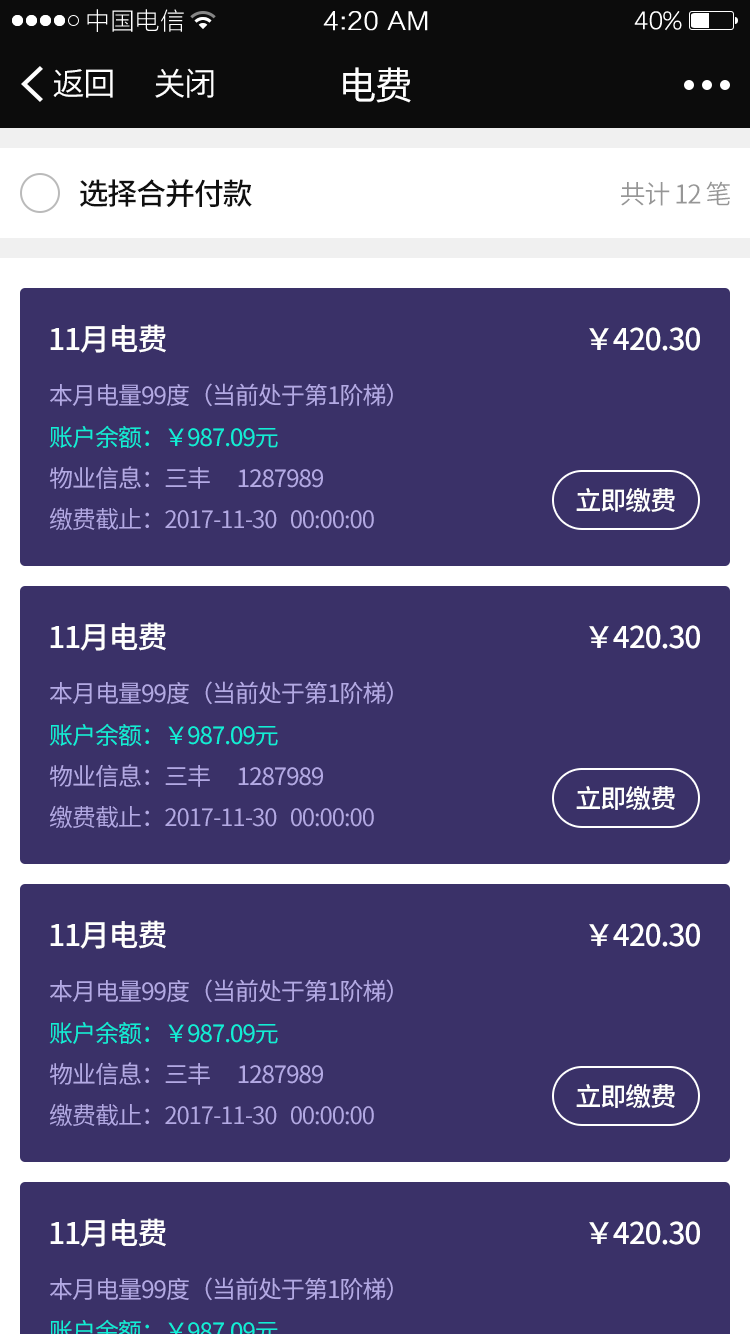 中国电信 4:20 AM 40%
返回 关闭 电费
选择合并付款 共计 12 笔
11月电费 ￥420.30
本月电量99度（当前处于第1阶梯）
账户余额：￥987.09元
物业信息：三丰 1287989
缴费截止：2017-11-30 00:00:00
立即缴费
11月电费 ￥420.30
本月电量99度（当前处于第1阶梯）
账户余额：￥987.09元
物业信息：三丰 1287989
缴费截止：2017-11-30 00:00:00
立即缴费
11月电费 ￥420.30
本月电量99度（当前处于第1阶梯）
账户余额：￥987.09元
物业信息：三丰 1287989
缴费截止：2017-11-30 00:00:00
立即缴费
11月电费 ￥420.30
本月电量99度（当前处于第1阶梯）
账户余额：￥987.09元